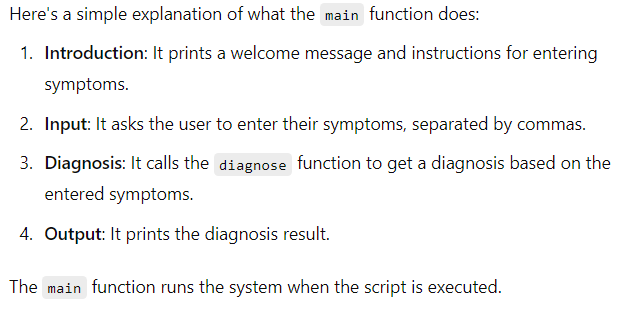 Here's a simple explanation of what the main function does:
1. Introduction: It prints a welcome message and instructions for entering
symptoms.
2. Input: It asks the user to enter their symptoms, separated by commas.
3. Diagnosis: It calls the diagnose function to get a diagnosis based on the
entered symptoms.
4. Output: It prints the diagnosis result.
The main function runs the system when the script is executed.